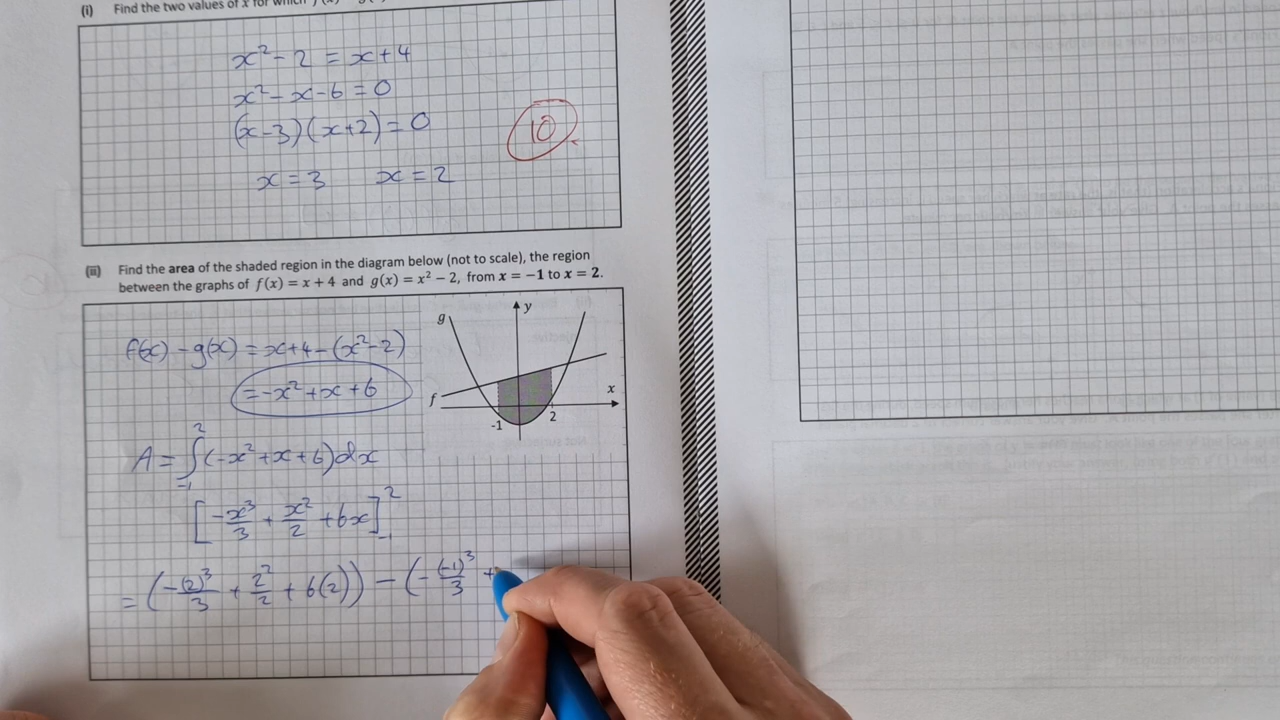 (i) Find the two values of x for which
x² - 2 = x + 4
x² - x - 6 = 0
(x - 3)(x + 2) = 0
10
x = 3 x = 2
(ii) Find the area of the shaded region in the diagram below (not to scale), the region
between the graphs of f(x) = x + 4 and g(x) = x² − 2, from x = −1 to x = 2.
f(x) - g(x) = x + 4 - (x² - 2)
= -x² + x + 6
g
y
f
x
-1
2
A = ∫₋₁² (-x² + x + 6) dx
[-x³/3 + x²/2 + 6x]₋₁²
= (-(2)³/3 + 2²/2 + 6(2)) - (-(-1)³/3 +